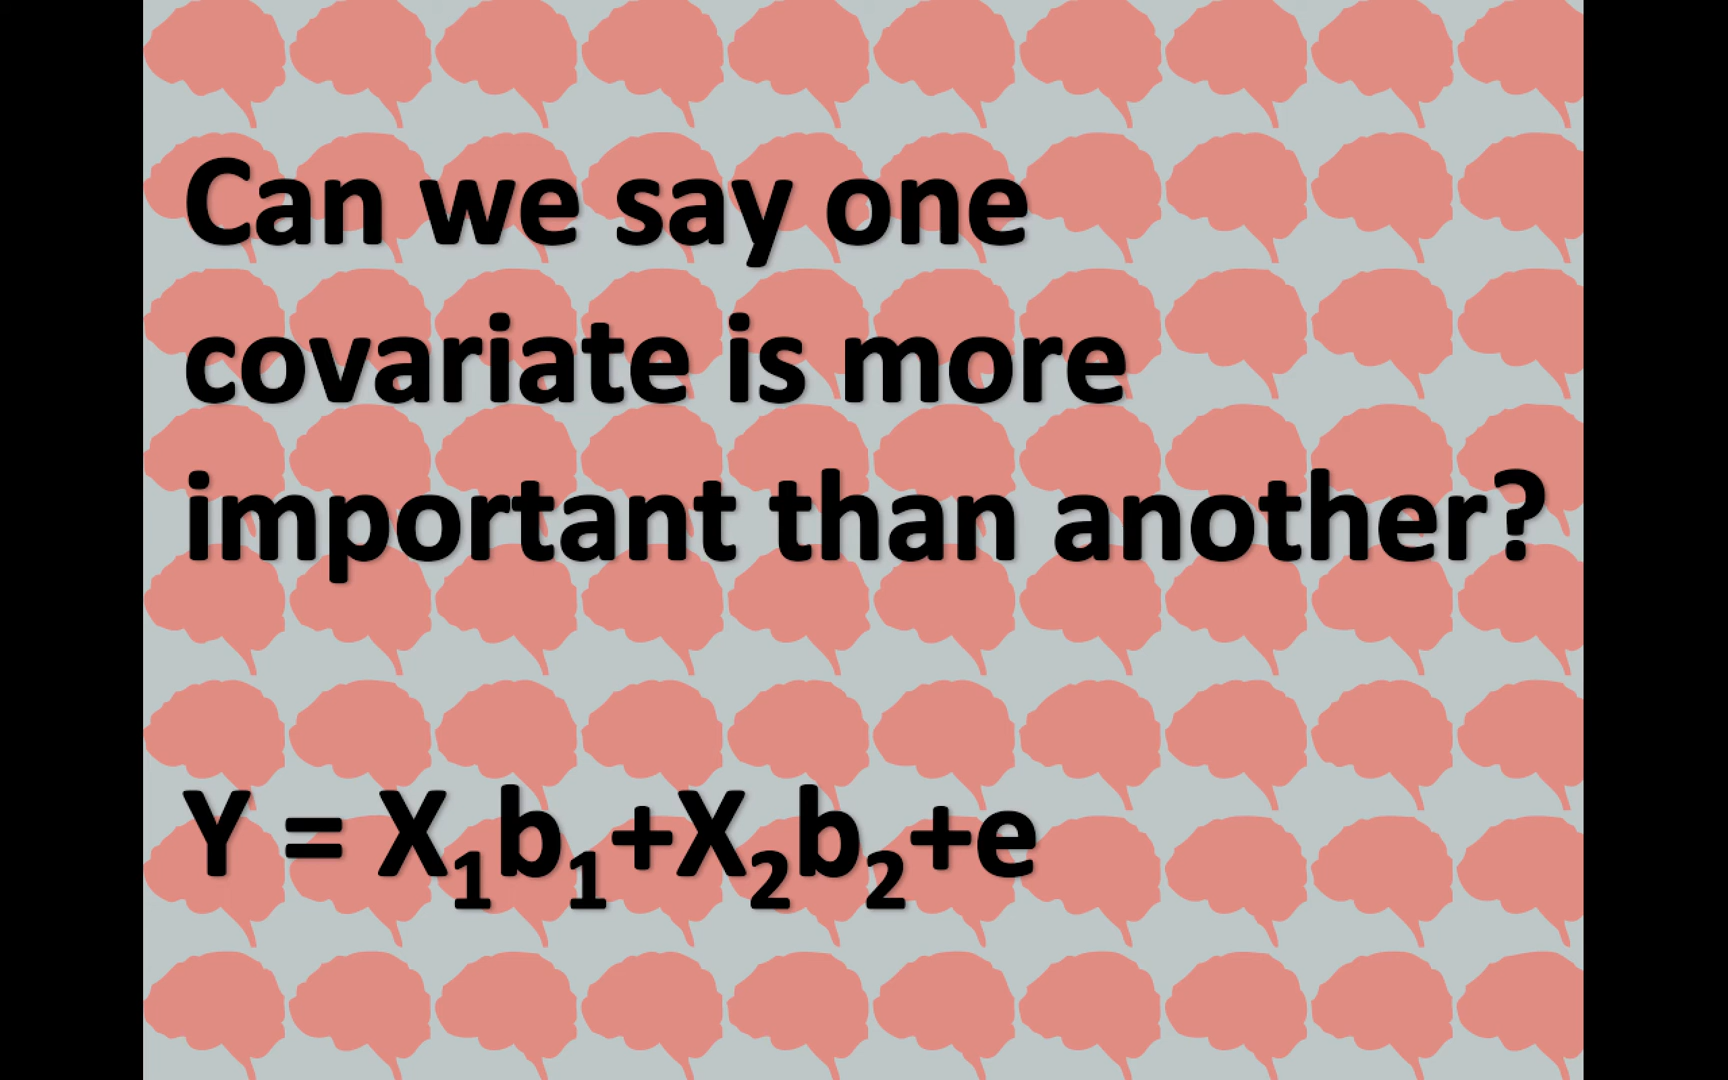 Can we say one
covariate is more
important than another?
Y = X₁b₁+X₂b₂+e